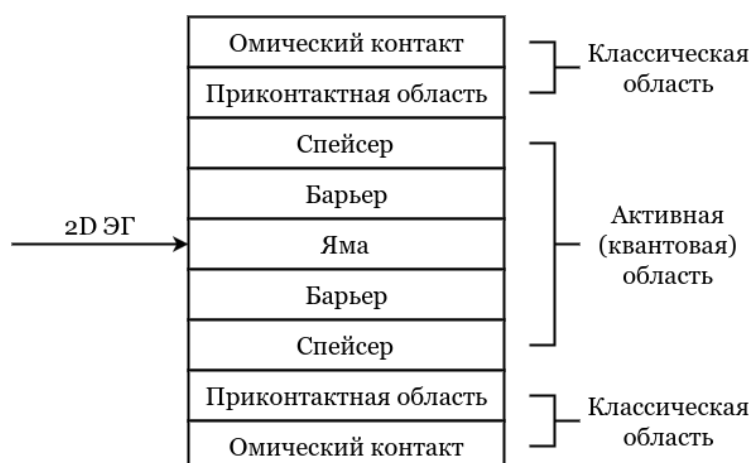 Омический контакт
Приконтактная область
Классическая
область
Спейсер
Барьер
2D ЭГ
Яма
Барьер
Спейсер
Активная
(квантовая)
область
Приконтактная область
Омический контакт
Классическая
область